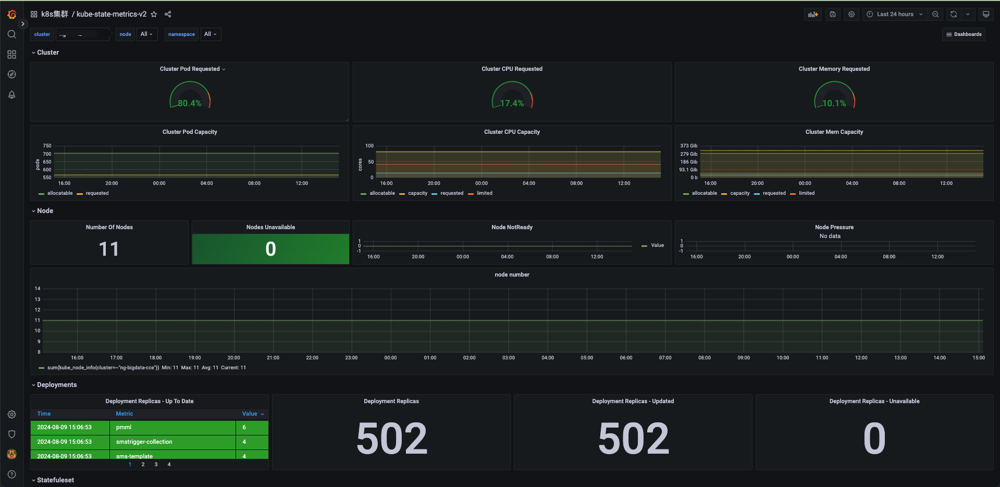 k8s集群 / kube-state-metrics-v2
Last 24 hours
cluster
node All
namespace All
Dashboards
Cluster
Cluster Pod Requested
80.4%
Cluster CPU Requested
17.4%
Cluster Memory Requested
10.1%
Cluster Pod Capacity
750
700
650
600
550
pods
16:00 20:00 00:00 04:00 08:00 12:00
allocatable requested
Cluster CPU Capacity
100
50
0
cores
16:00 20:00 00:00 04:00 08:00 12:00
allocatable capacity requested limited
Cluster Mem Capacity
373 Gib
279 Gib
186 Gib
93.1 Gib
0 b
16:00 20:00 00:00 04:00 08:00 12:00
allocatable capacity requested limited
Node
Number Of Nodes
11
Nodes Unavailable
0
Node NotReady
1
0
-1
16:00 20:00 00:00 04:00 08:00 12:00
Value
Node Pressure
No data
1
0
-1
16:00 20:00 00:00 04:00 08:00 12:00
node number
14
13
12
11
10
9
8
16:00 17:00 18:00 19:00 20:00 21:00 22:00 23:00 00:00 01:00 02:00 03:00 04:00 05:00 06:00 07:00 08:00 09:00 10:00 11:00 12:00 13:00 14:00 15:00
sum(kube_node_info{cluster=~"ng-bigdata-cce"}) Min: 11 Max: 11 Avg: 11 Current: 11
Deployments
Deployment Replicas - Up To Date
Time Metric Value
2024-08-09 15:06:53 pmml 6
2024-08-09 15:06:53 smstrigger-collection 4
2024-08-09 15:06:53 sms-template 4
1 2 3 4
Deployment Replicas
502
Deployment Replicas - Updated
502
Deployment Replicas - Unavailable
0
Statefuleset